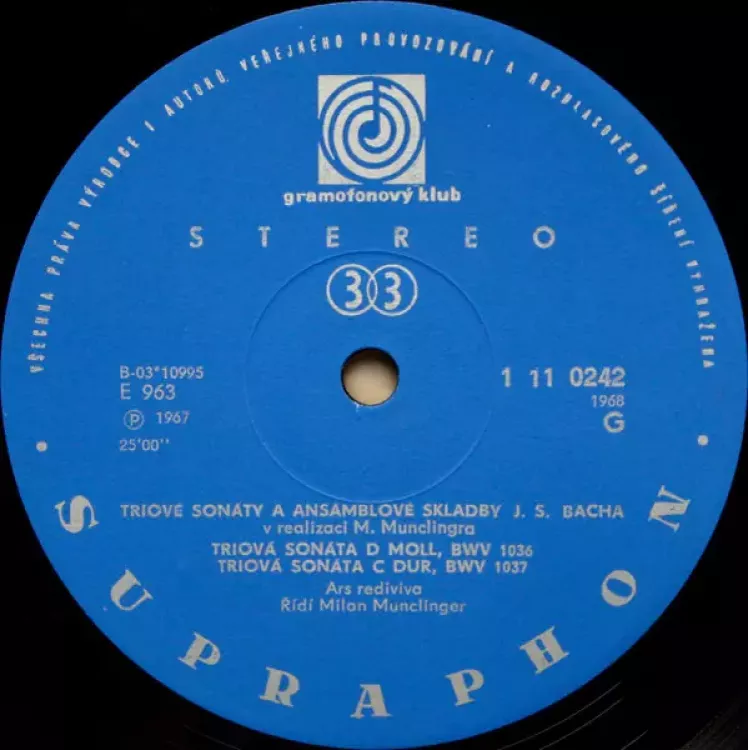 VŠECHNA PRÁVA VÝROBCE I AUTORŮ, VEŘEJNÉHO PROVOZOVÁNÍ A ROZHLASOVÉHO ŠÍŘENÍ VYHRAŽENA
gramofonový klub
STEREO
33
B-03*10995
E 963
Ⓟ 1967
25'00''
1 11 0242
1968
G
TRIOVÉ SONÁTY A ANSÁMBLOVÉ SKLADBY J. S. BACHA
v realizaci M. Munclingra
TRIOVÁ SONÁTA D MOLL, BWV 1036
TRIOVÁ SONÁTA C DUR, BWV 1037
Ars rediviva
Řídí Milan Munclinger
• SUPRAPHON •